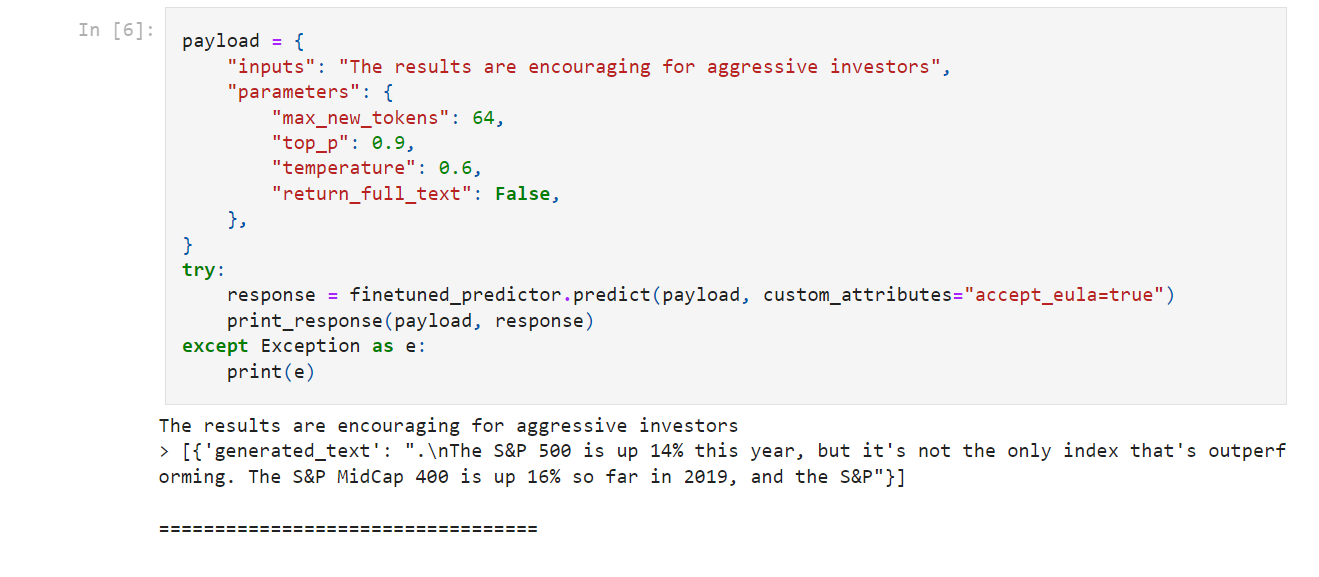 In [6]:
payload = {
    "inputs": "The results are encouraging for aggressive investors",
    "parameters": {
        "max_new_tokens": 64,
        "top_p": 0.9,
        "temperature": 0.6,
        "return_full_text": False,
    },
}
try:
    response = finetuned_predictor.predict(payload, custom_attributes="accept_eula=true")
    print_response(payload, response)
except Exception as e:
    print(e)
The results are encouraging for aggressive investors
> [{'generated_text': ".\nThe S&P 500 is up 14% this year, but it's not the only index that's outperf
orming. The S&P MidCap 400 is up 16% so far in 2019, and the S&P"}]
==================================